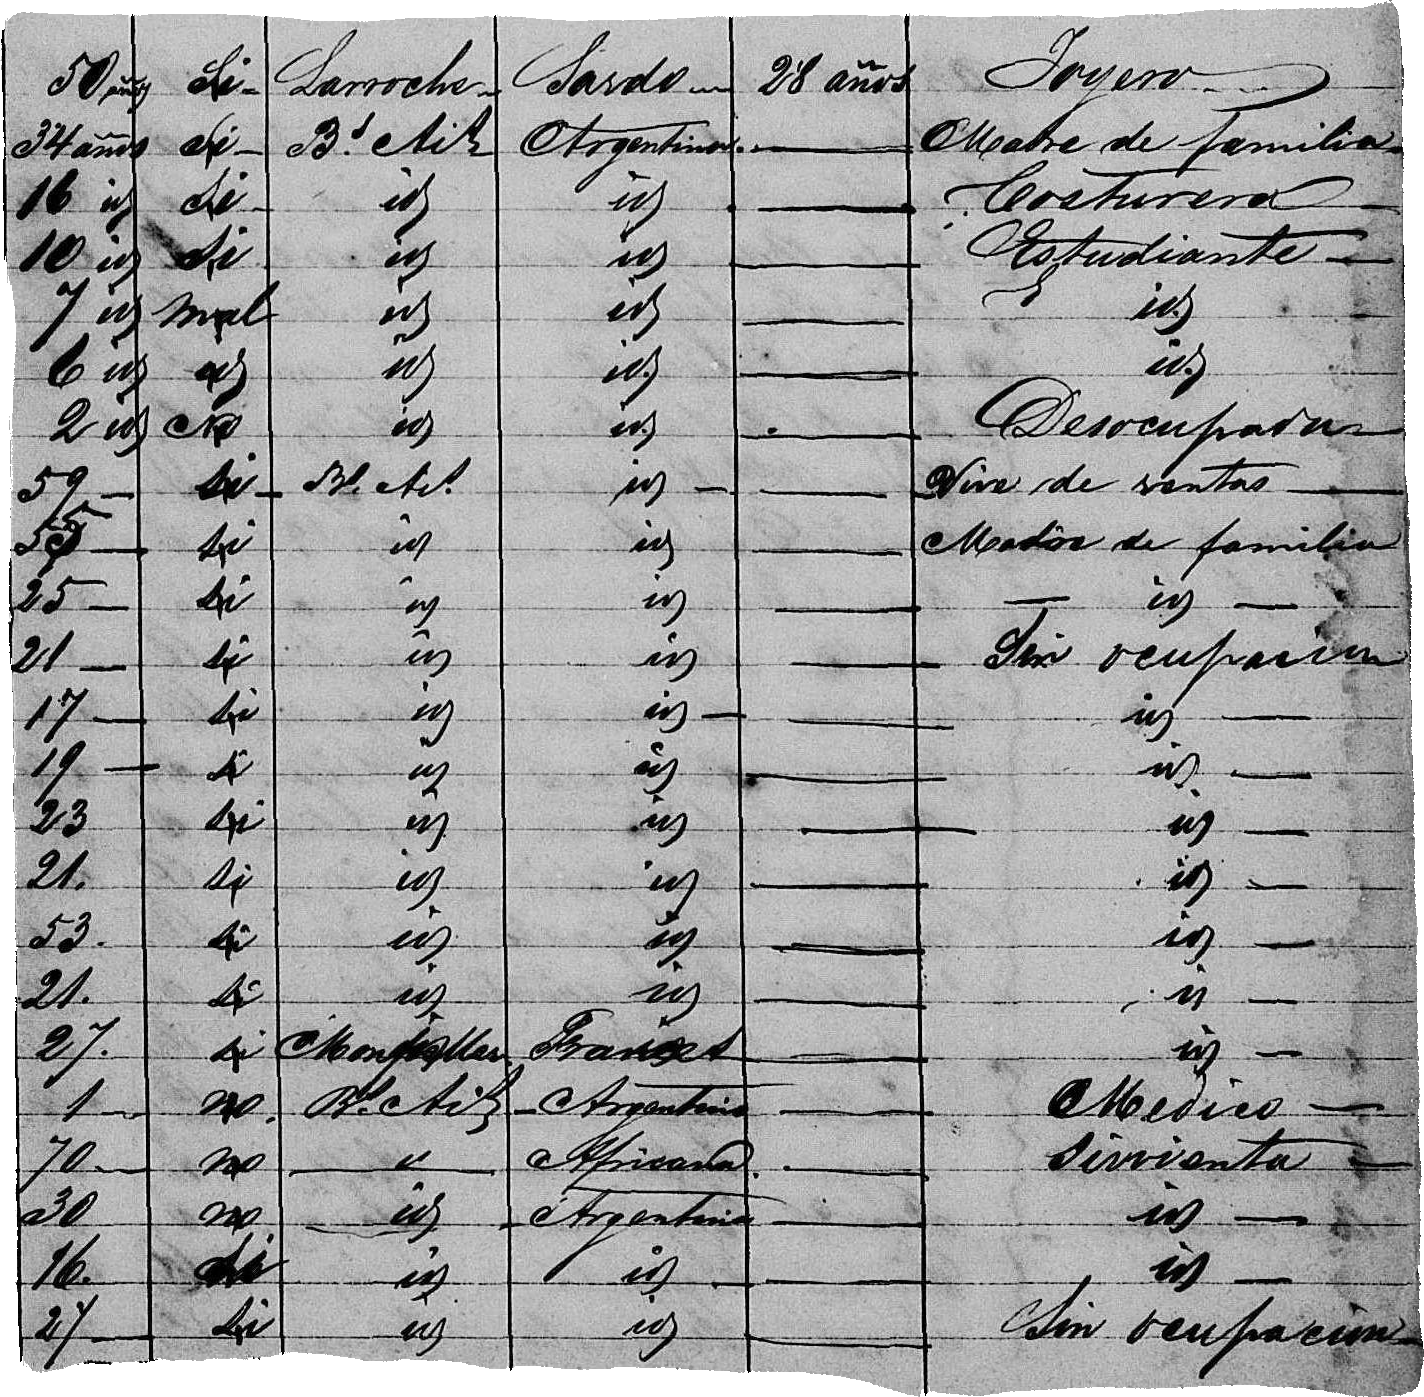 50 años Si - Larroche - Sardo - 28 años Joyero -
34 años Si - Bs. Ais Argentina - — Madre de familia -
16 id Si - id id — Costurera -
10 id Si id id — Estudiante -
7 id mal id id — id.
6 id id id id. — id.
2 id No id id — Desocupada -
59 - Si - Bs. As. id - — Vive de rentas —
55 — Si id id — Madre de familia
25 — Si id id — — id —
21 — Si id id — Sin ocupacion
17 — Si id id — — id —
19 — Si id id — id —
23 Si id id — id —
21. Si id id — id —
53. Si id id — id —
21. Si id id — id —
27. Si — id —
1 — no. Bs. Ais - Argentina — Medico —
70 — no — " — Africana. — Sirvienta —
30 no — id - Argentina — id —
16. Si id id — — id —
27 — Si id id — Sin ocupacion -